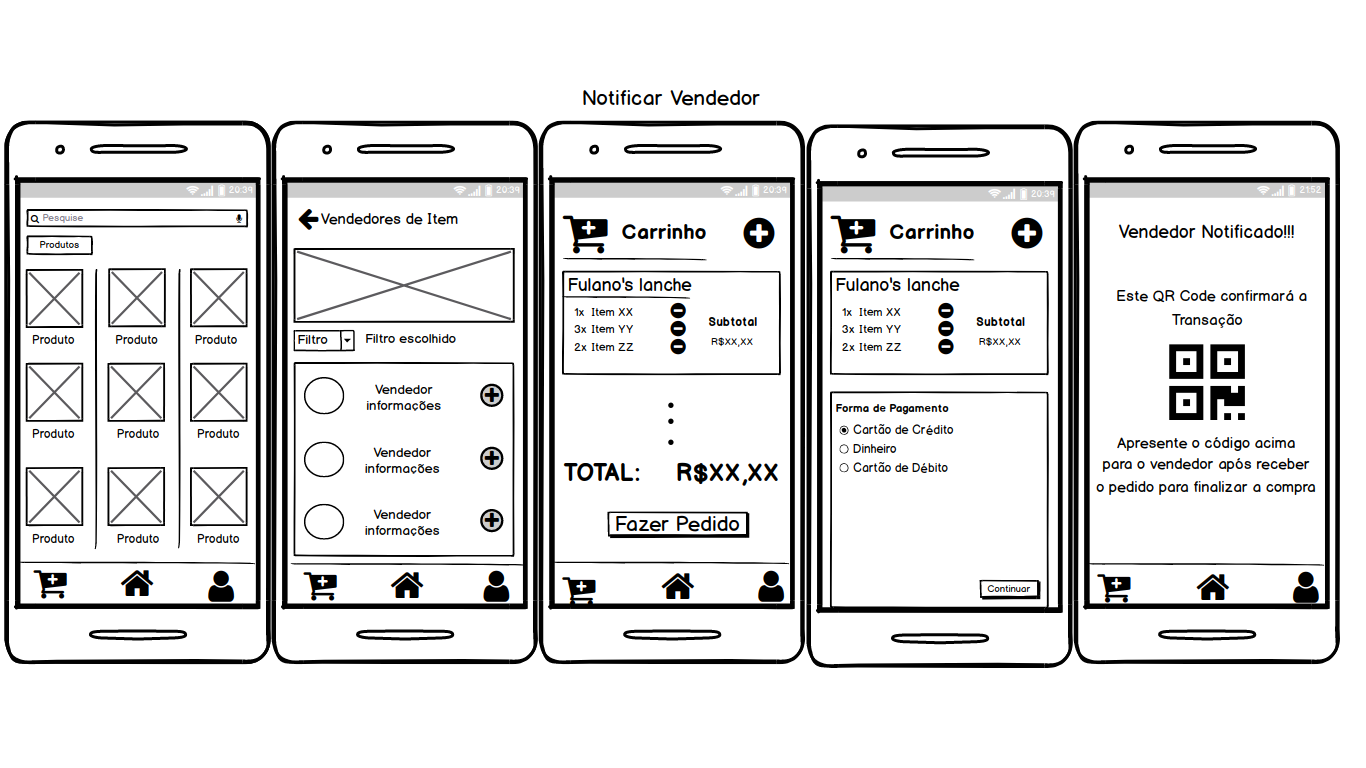 Notificar Vendedor
20:39
Pesquise
Produtos
Produto Produto Produto
Produto Produto Produto
Produto Produto Produto
20:39
Vendedores de Item
Filtro Filtro escolhido
Vendedor
informações
Vendedor
informações
Vendedor
informações
20:39
Carrinho
Fulano's lanche
1x Item XX
3x Item YY
2x Item ZZ
Subtotal
R$XX,XX
TOTAL: R$XX,XX
Fazer Pedido
20:39
Carrinho
Fulano's lanche
1x Item XX
3x Item YY
2x Item ZZ
Subtotal
R$XX,XX
Forma de Pagamento
Cartão de Crédito
Dinheiro
Cartão de Débito
Continuar
21:52
Vendedor Notificado!!!
Este QR Code confirmará a
Transação
Apresente o código acima
para o vendedor após receber
o pedido para finalizar a compra